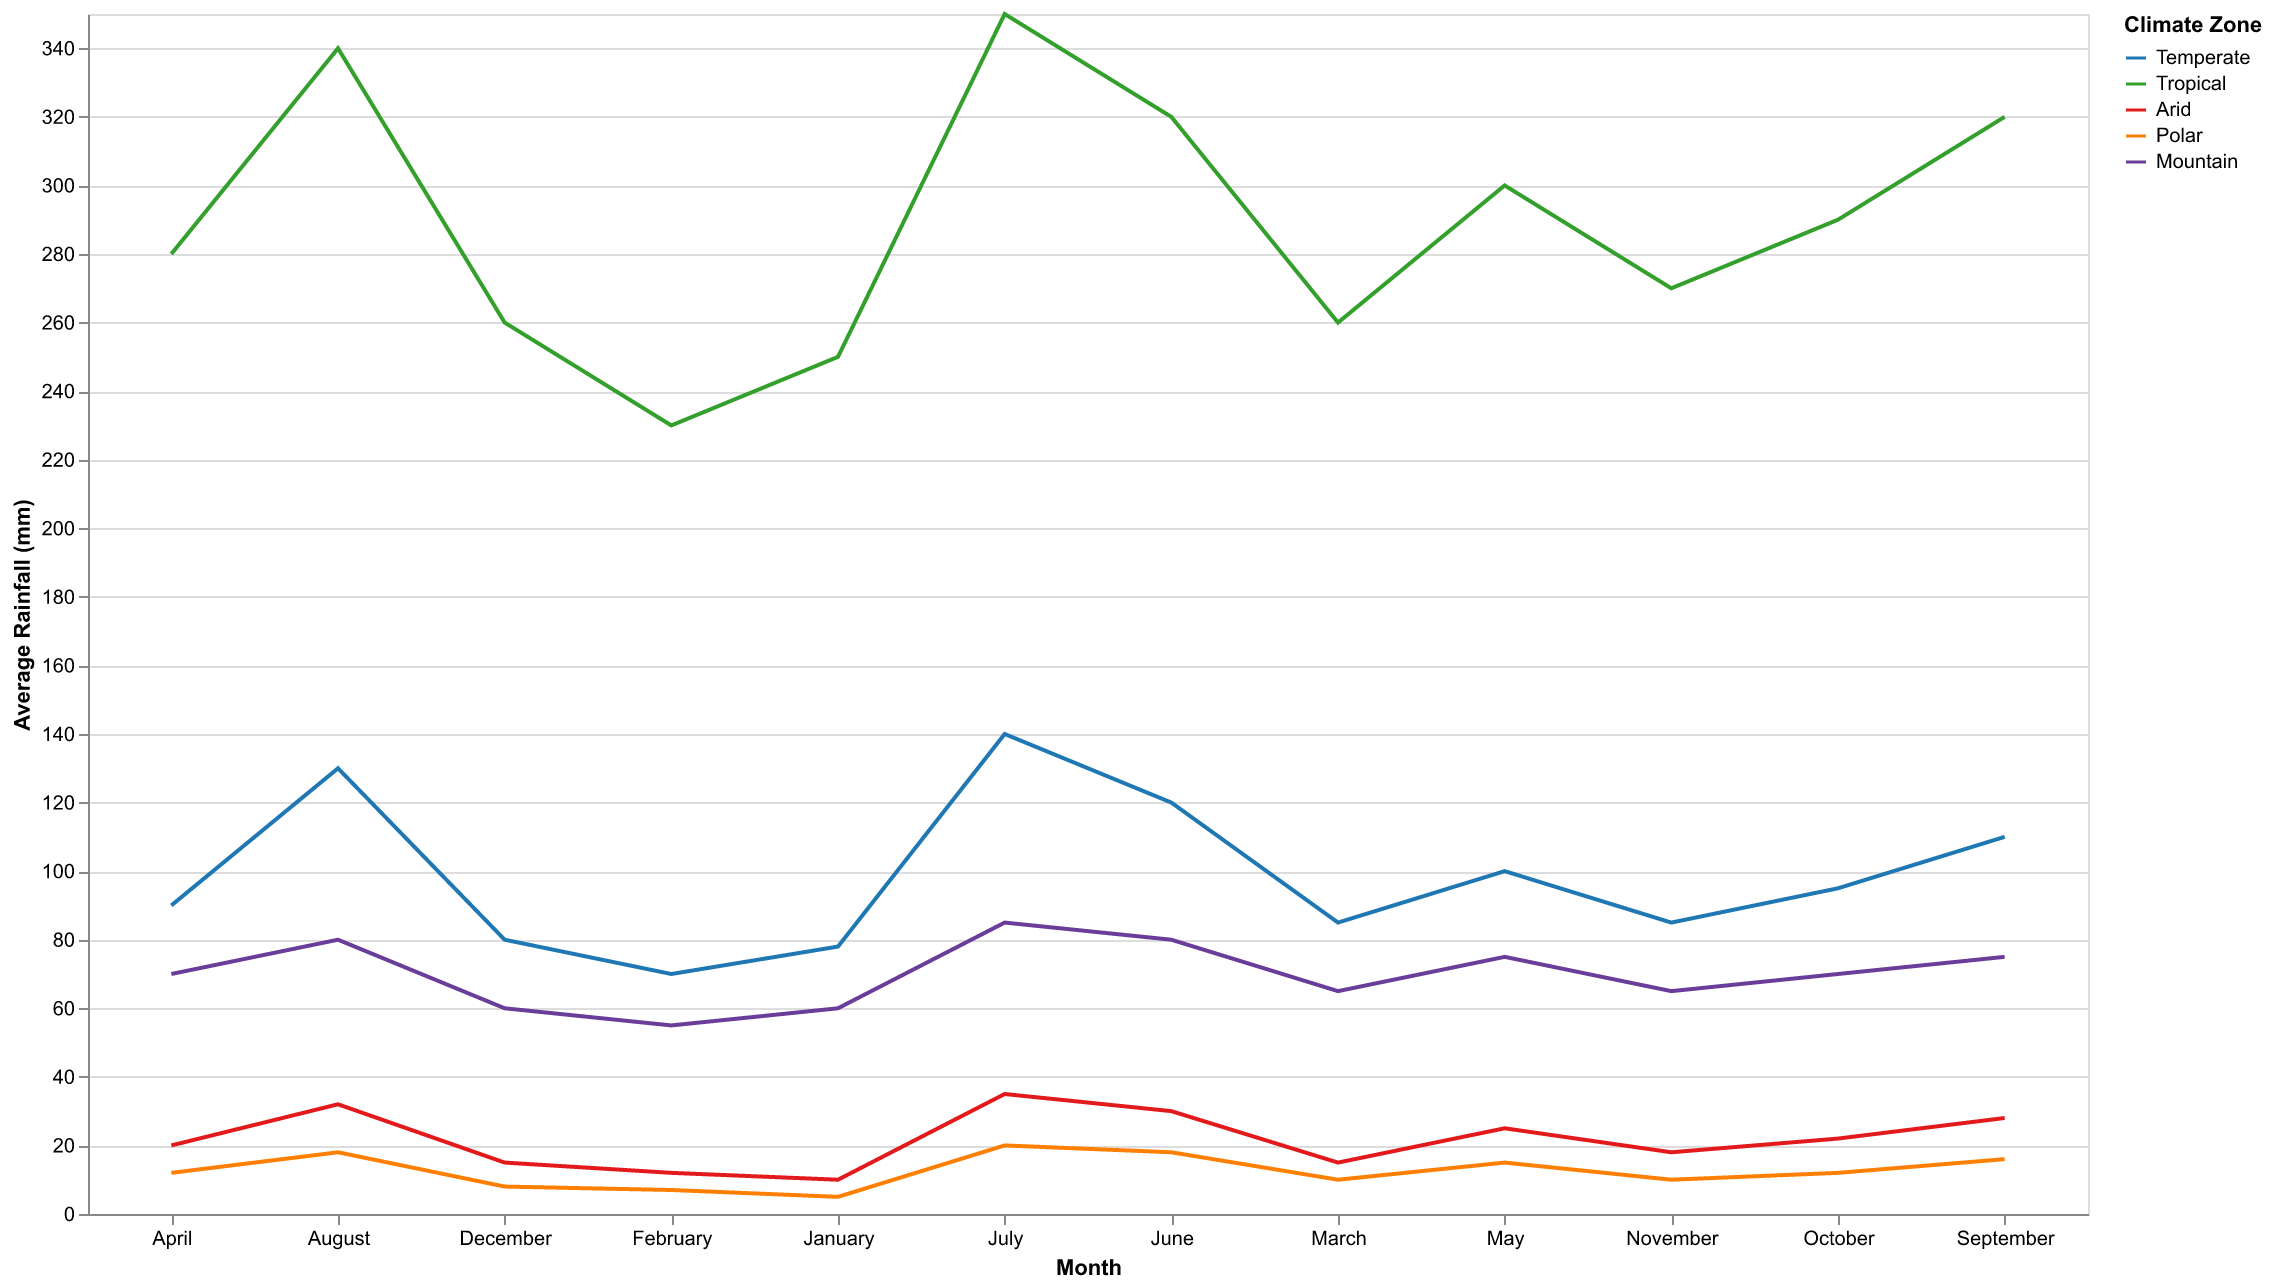 Climate Zone
Temperate
Tropical
Arid
Polar
Mountain
Average Rainfall (mm)
340
320
300
280
260
240
220
200
180
160
140
120
100
80
60
40
20
0
April August December February January July June March May November October September
Month